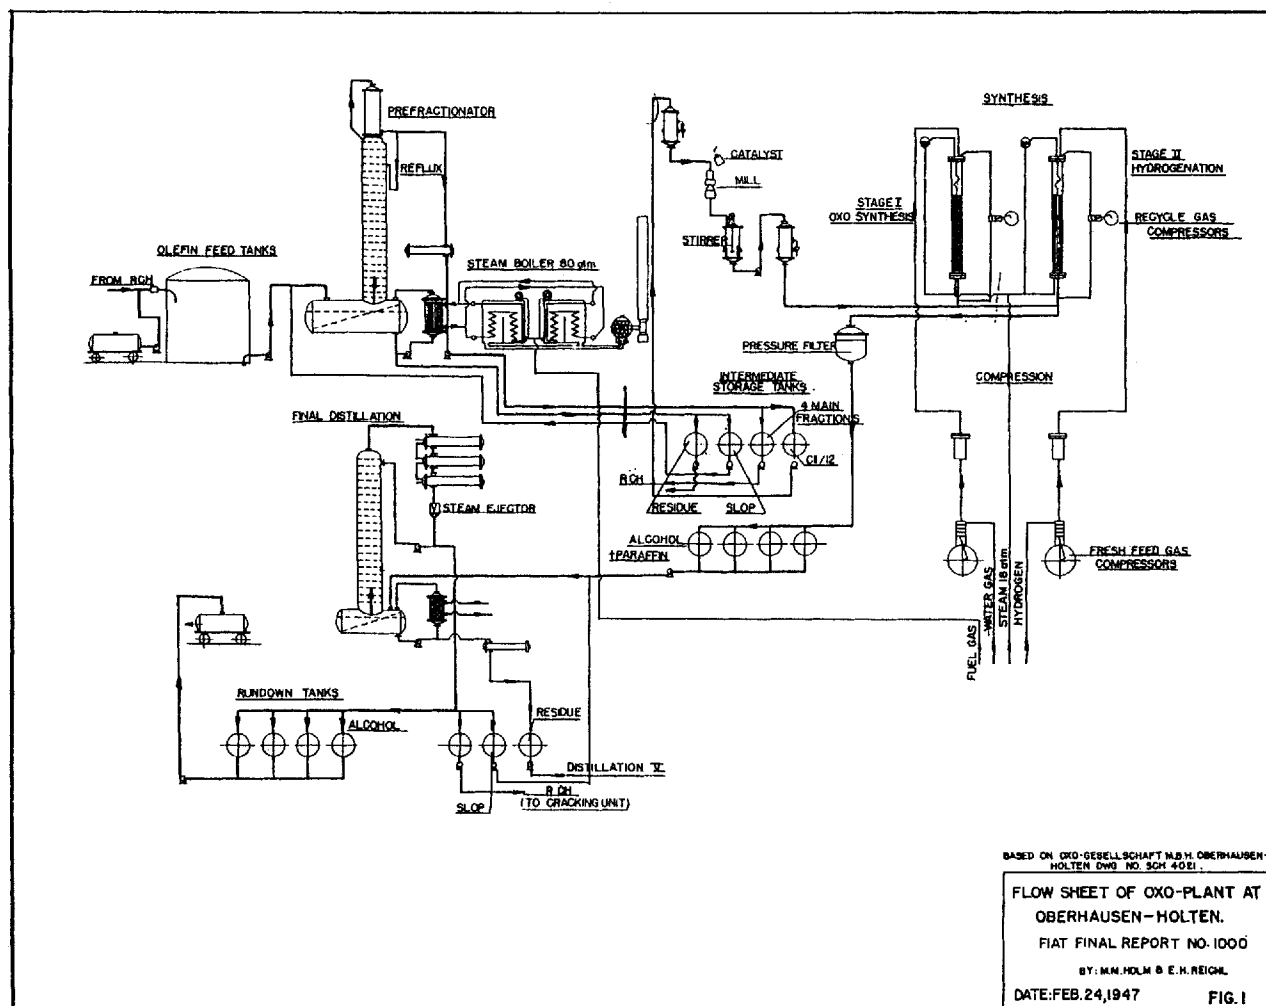 SYNTHESIS
PREFRACTIONATOR
REFLUX
CATALYST
MILL
STAGE II
HYDROGENATION
STAGE I
OXO SYNTHESIS
RECYCLE GAS
COMPRESSORS
STIRRER
OLEFIN FEED TANKS
FROM RCH
STEAM BOILER 80 atm.
PRESSURE FILTER
INTERMEDIATE
STORAGE TANKS.
COMPRESSION
4 MAIN
FRACTIONS
FINAL DISTILLATION
C11/12
RCH
RESIDUE
SLOP
STEAM EJECTOR
ALCOHOL
+PARAFFIN
FRESH FEED GAS
COMPRESSORS
FUEL GAS
WATER GAS
STEAM 18 atm
HYDROGEN
RUNDOWN TANKS
ALCOHOL
RESIDUE
DISTILLATION V
RCH
(TO CRACKING UNIT)
SLOP
BASED ON OXO-GESELLSCHAFT M.B.H. OBERHAUSEN-
HOLTEN DWG NO. SCH 4021.
FLOW SHEET OF OXO-PLANT AT
OBERHAUSEN-HOLTEN.
FIAT FINAL REPORT NO. 1000
BY: M.M. HOLM & E.H. REICHL
DATE: FEB. 24, 1947
FIG. 1